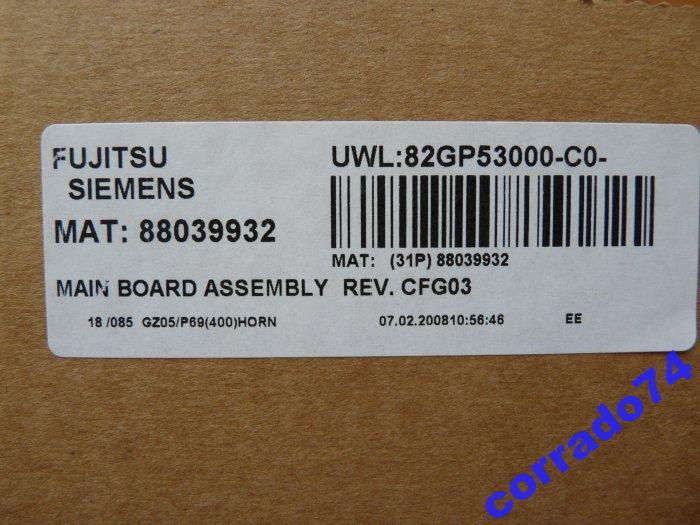 FUJITSU
SIEMENS
UWL:82GP53000-C0-
MAT: 88039932
MAT: (31P) 88039932
MAIN BOARD ASSEMBLY REV. CFG03
18 /085 GZ05/P69(400)HORN 07.02.200810:56:46 EE
corrado74